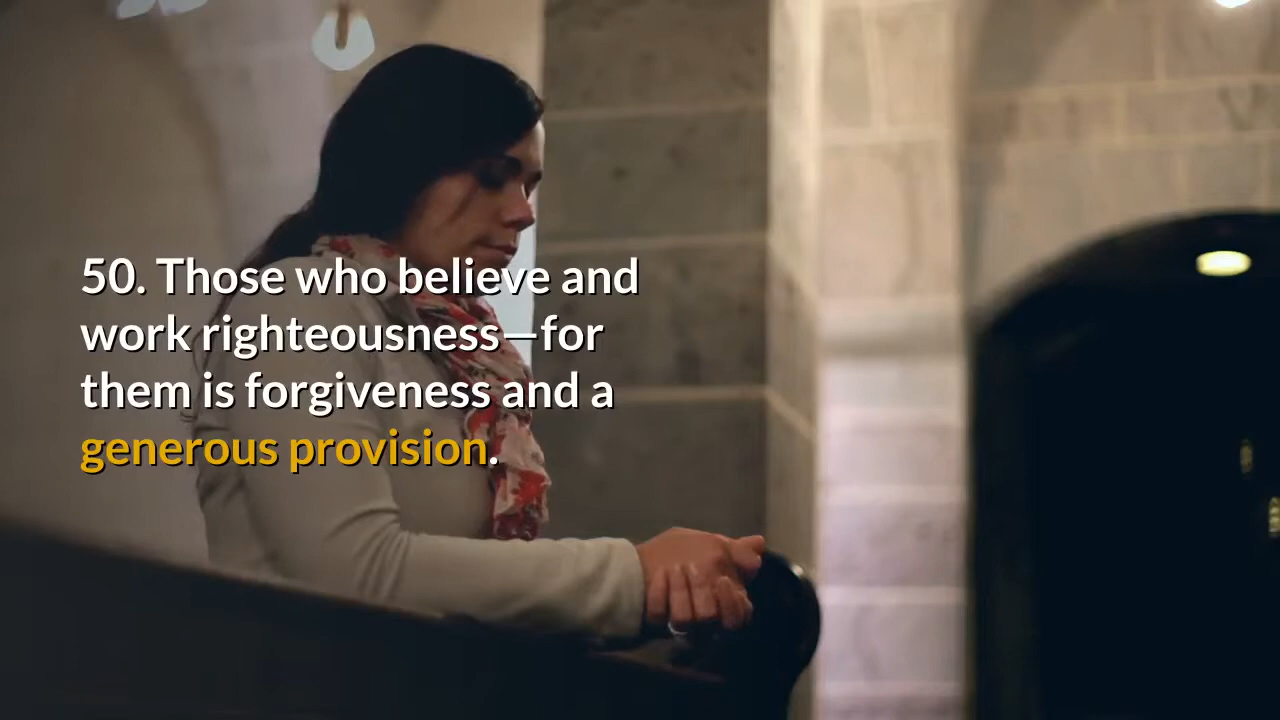 50. Those who believe and
work righteousness—for
them is forgiveness and a
generous provision.